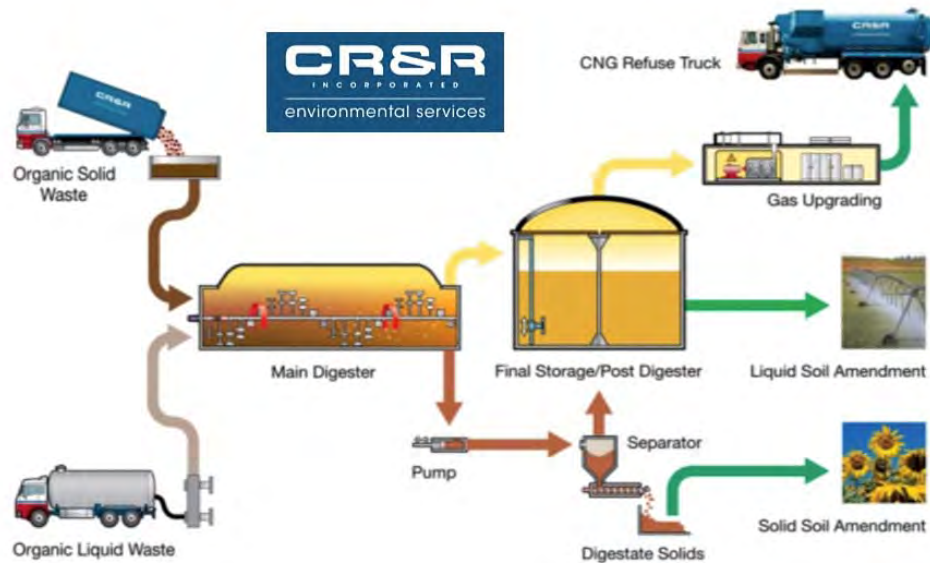 CR&R
INCORPORATED
environmental services
CNG Refuse Truck
CR&R
Organic Solid
Waste
Gas Upgrading
Main Digester
Final Storage/Post Digester
Liquid Soil Amendment
Pump
Separator
Organic Liquid Waste
Digestate Solids
Solid Soil Amendment